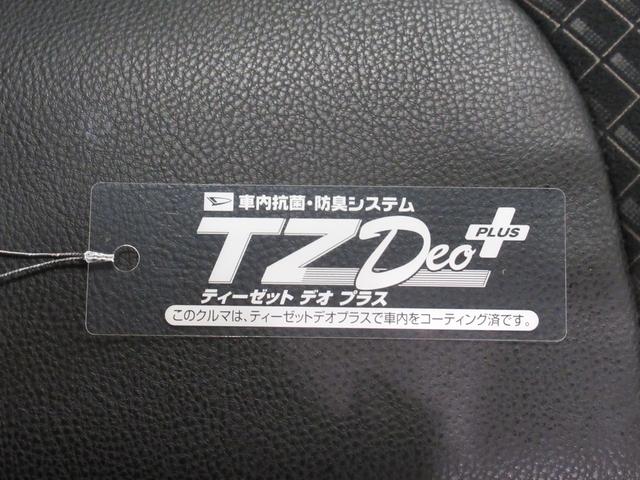 車内抗菌・防臭システム
TZ Deo PLUS
ティーゼット デオ プラス
このクルマは、ティーゼットデオプラスで車内をコーティング済です。